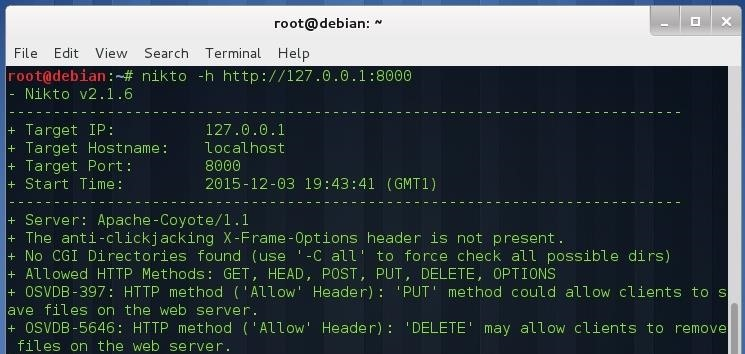 root@debian: ~
File Edit View Search Terminal Help
root@debian:~# nikto -h http://127.0.0.1:8000
- Nikto v2.1.6
---------------------------------------------------------------------------
+ Target IP:          127.0.0.1
+ Target Hostname:    localhost
+ Target Port:        8000
+ Start Time:         2015-12-03 19:43:41 (GMT1)
---------------------------------------------------------------------------
+ Server: Apache-Coyote/1.1
+ The anti-clickjacking X-Frame-Options header is not present.
+ No CGI Directories found (use '-C all' to force check all possible dirs)
+ Allowed HTTP Methods: GET, HEAD, POST, PUT, DELETE, OPTIONS
+ OSVDB-397: HTTP method ('Allow' Header): 'PUT' method could allow clients to s
ave files on the web server.
+ OSVDB-5646: HTTP method ('Allow' Header): 'DELETE' may allow clients to remove
 files on the web server.